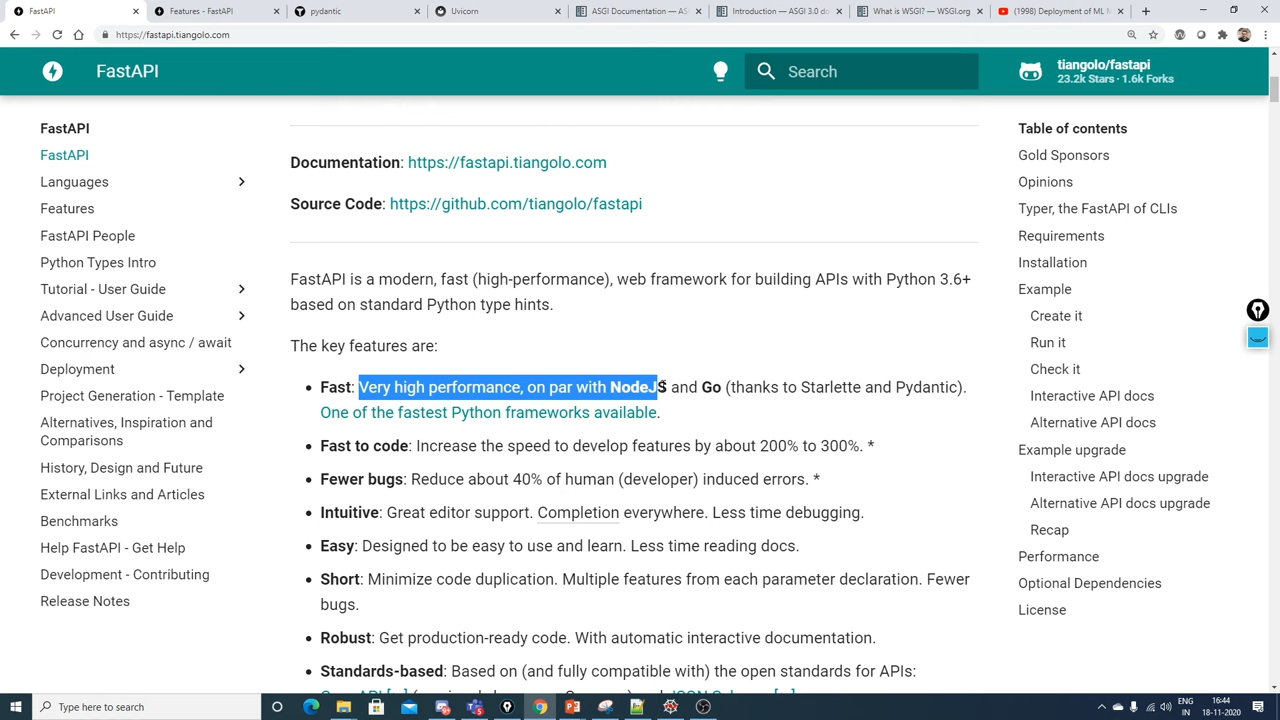 FastAPI
Features - FastAPI
pydantic
Uvicorn
ASGI Documentation — AS
Introduction — ASGI 3.0 do
What is WSGI? — WSGI.org
(1998) Deployment of ML M
https://fastapi.tiangolo.com
FastAPI
Search
tiangolo/fastapi
23.2k Stars · 1.6k Forks
FastAPI
FastAPI
Languages
Features
FastAPI People
Python Types Intro
Tutorial - User Guide
Advanced User Guide
Concurrency and async / await
Deployment
Project Generation - Template
Alternatives, Inspiration and
Comparisons
History, Design and Future
External Links and Articles
Benchmarks
Help FastAPI - Get Help
Development - Contributing
Release Notes
Documentation: https://fastapi.tiangolo.com
Source Code: https://github.com/tiangolo/fastapi
FastAPI is a modern, fast (high-performance), web framework for building APIs with Python 3.6+
based on standard Python type hints.
The key features are:
Fast: Very high performance, on par with NodeJS and Go (thanks to Starlette and Pydantic).
One of the fastest Python frameworks available.
Fast to code: Increase the speed to develop features by about 200% to 300%. *
Fewer bugs: Reduce about 40% of human (developer) induced errors. *
Intuitive: Great editor support. Completion everywhere. Less time debugging.
Easy: Designed to be easy to use and learn. Less time reading docs.
Short: Minimize code duplication. Multiple features from each parameter declaration. Fewer
bugs.
Robust: Get production-ready code. With automatic interactive documentation.
Standards-based: Based on (and fully compatible with) the open standards for APIs:
Table of contents
Gold Sponsors
Opinions
Typer, the FastAPI of CLIs
Requirements
Installation
Example
Create it
Run it
Check it
Interactive API docs
Alternative API docs
Example upgrade
Interactive API docs upgrade
Alternative API docs upgrade
Recap
Performance
Optional Dependencies
License
Type here to search
ENG
IN
16:44
18-11-2020